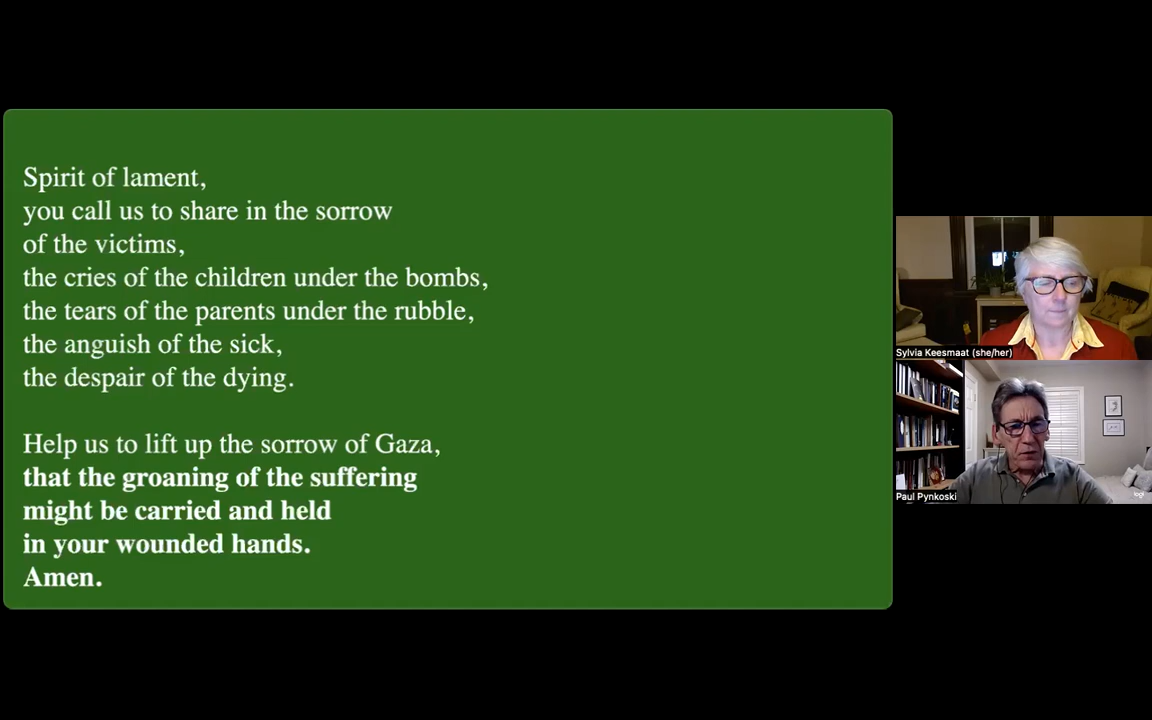 Spirit of lament,
you call us to share in the sorrow
of the victims,
the cries of the children under the bombs,
the tears of the parents under the rubble,
the anguish of the sick,
the despair of the dying.
Help us to lift up the sorrow of Gaza,
that the groaning of the suffering
might be carried and held
in your wounded hands.
Amen.
Sylvia Keesmaat (she/her)
Paul Pynkoski
logi